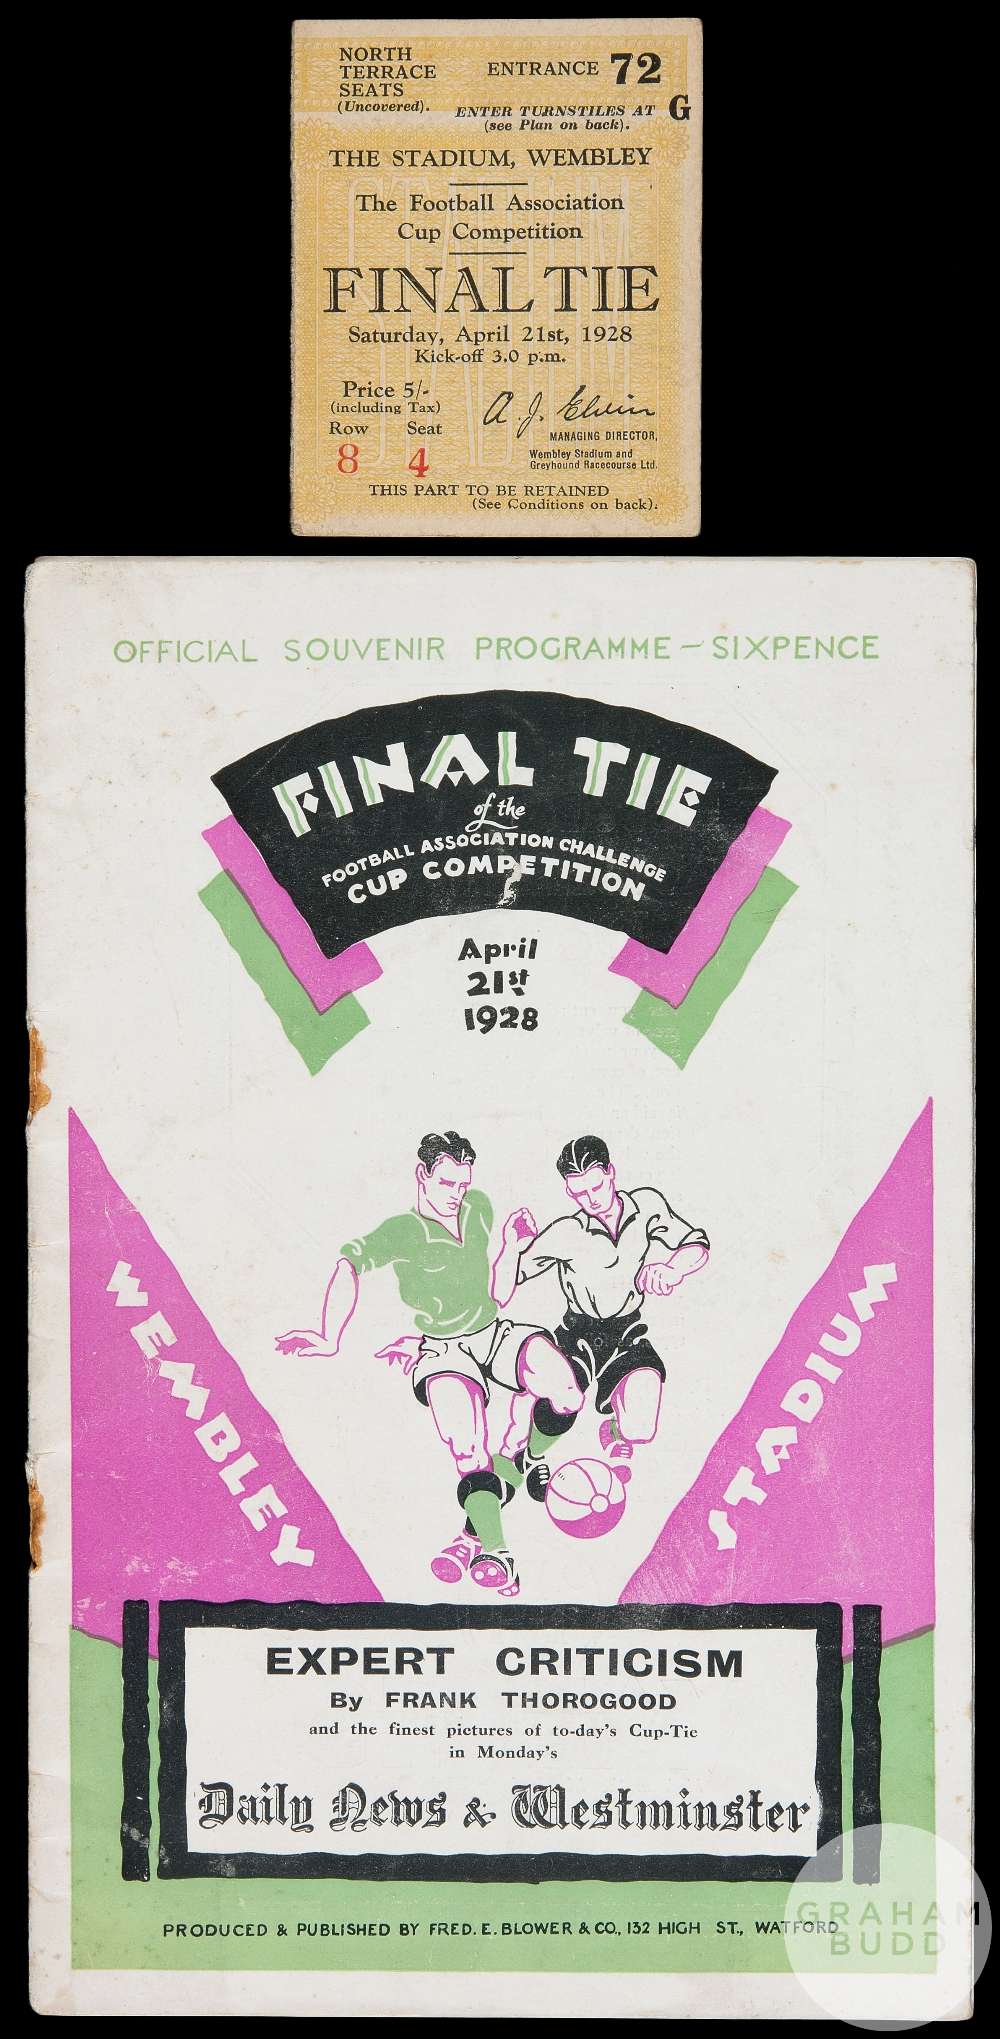 NORTH
TERRACE
SEATS
(Uncovered).
ENTRANCE 72
ENTER TURNSTILES AT G
(see Plan on back).
THE STADIUM, WEMBLEY
The Football Association
Cup Competition
FINAL TIE
Saturday, April 21st, 1928
Kick-off 3.0 p.m.
Price 5/-
(including Tax)
Row Seat
8 4
A. J. Elvin
MANAGING DIRECTOR,
Wembley Stadium and
Greyhound Racecourse Ltd.
THIS PART TO BE RETAINED
(See Conditions on back).
OFFICIAL SOUVENIR PROGRAMME - SIXPENCE
FINAL TIE
of the
FOOTBALL ASSOCIATION CHALLENGE
CUP COMPETITION
April
21st
1928
WEMBLEY
STADIUM
EXPERT CRITICISM
By FRANK THOROGOOD
and the finest pictures of to-day's Cup-Tie
in Monday's
Daily News & Westminster
PRODUCED & PUBLISHED BY FRED. E. BLOWER & CO., 132 HIGH ST., WATFORD
GRAHAM
BUDD